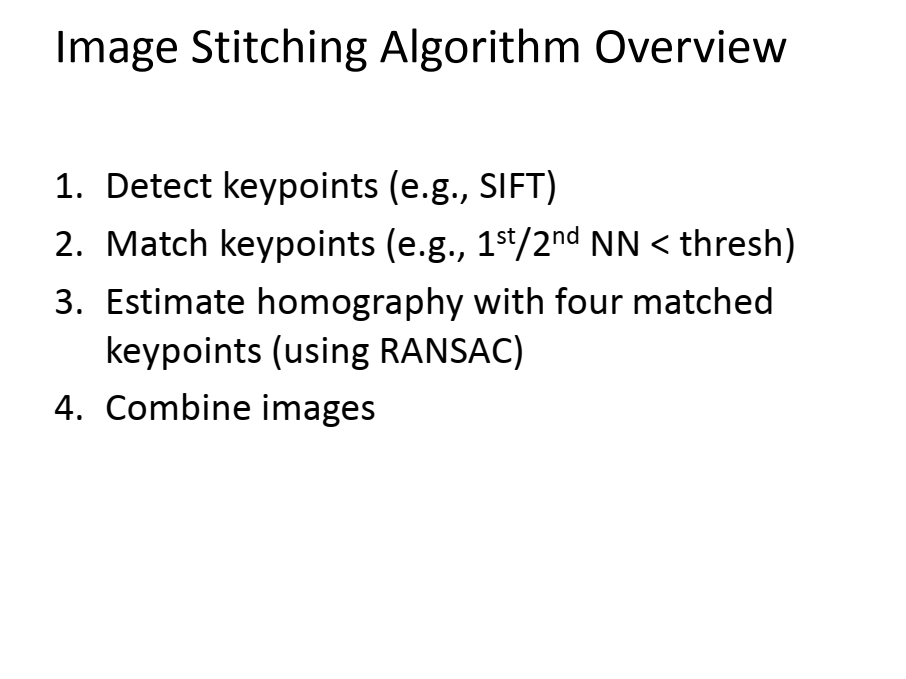 Image Stitching Algorithm Overview
1. Detect keypoints (e.g., SIFT)
2. Match keypoints (e.g., 1st/2nd NN < thresh)
3. Estimate homography with four matched
keypoints (using RANSAC)
4. Combine images